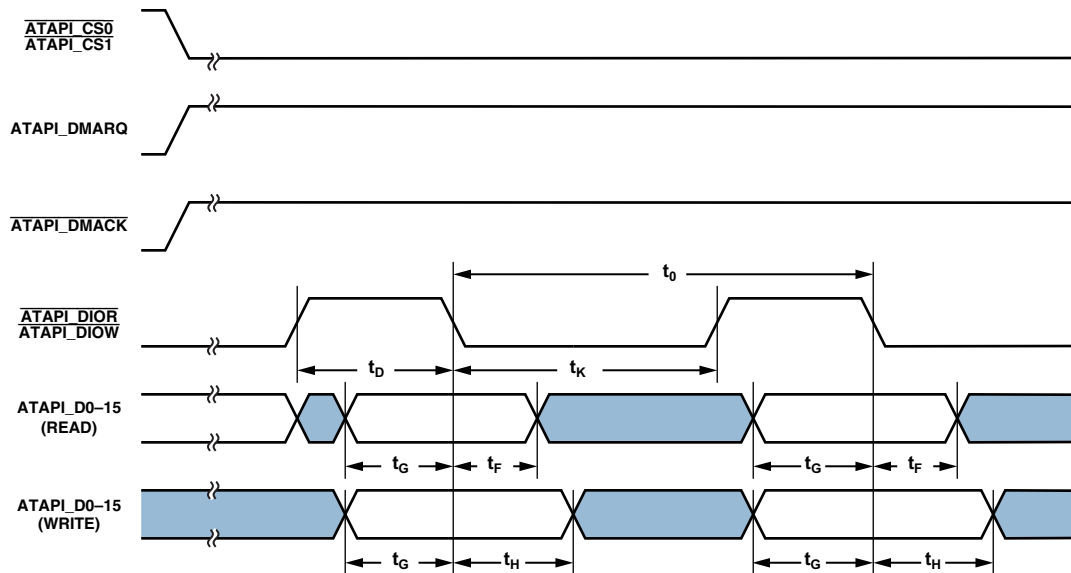 ATAPI_CS0
ATAPI_CS1
ATAPI_DMARQ
ATAPI_DMACK
t0
ATAPI_DIOR
ATAPI_DIOW
tD tK
ATAPI_D0–15
(READ)
tG tF tG tF
ATAPI_D0–15
(WRITE)
tG tH tG tH